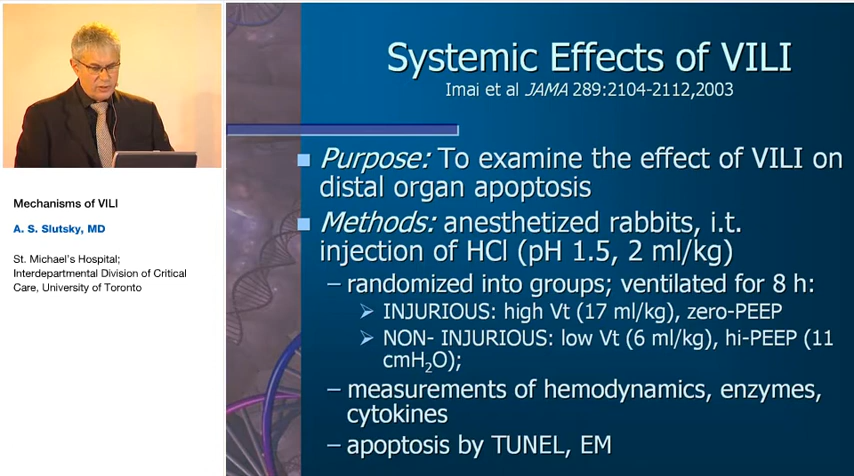 Systemic Effects of VILI
Imai et al JAMA 289:2104-2112,2003
Purpose: To examine the effect of VILI on
distal organ apoptosis
Methods: anesthetized rabbits, i.t.
injection of HCl (pH 1.5, 2 ml/kg)
– randomized into groups; ventilated for 8 h:
INJURIOUS: high Vt (17 ml/kg), zero-PEEP
NON- INJURIOUS: low Vt (6 ml/kg), hi-PEEP (11
cmH₂O);
– measurements of hemodynamics, enzymes,
cytokines
– apoptosis by TUNEL, EM
Mechanisms of VILI
A. S. Slutsky, MD
St. Michael's Hospital;
Interdepartmental Division of Critical
Care, University of Toronto